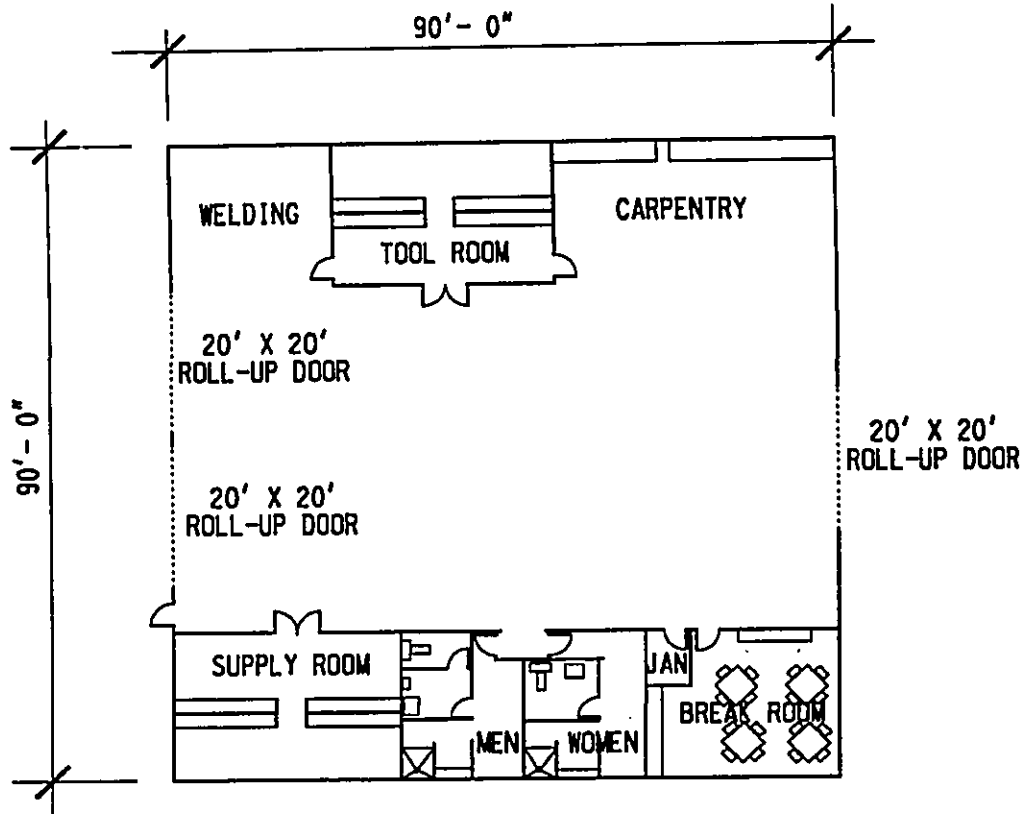 90'- 0"
WELDING
CARPENTRY
TOOL ROOM
20' X 20'
ROLL-UP DOOR
90'- 0"
20' X 20'
ROLL-UP DOOR
20' X 20'
ROLL-UP DOOR
SUPPLY ROOM
JAN
BREAK ROOM
MEN
WOMEN